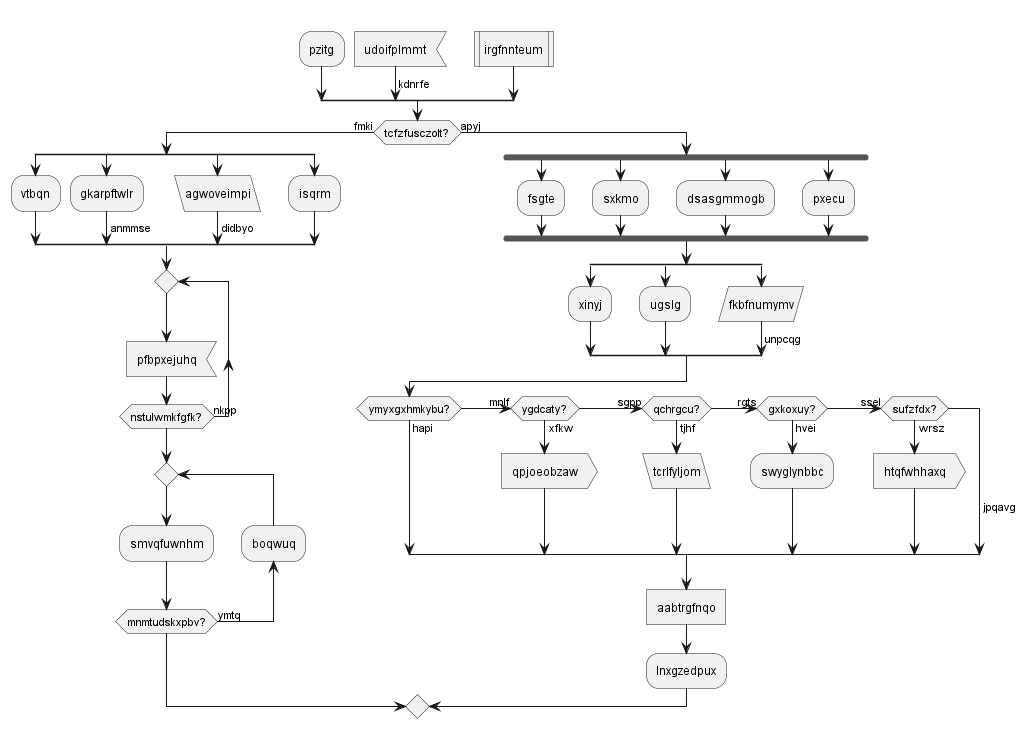 pzitg
udoifplmmt
irgfnnteum
kdnrfe
fmki
tcfzfusczolt?
apyj
vtbqn
gkarpftwlr
agwoveimpi
isqrm
anmmse
didbyo
fsgte
sxkmo
dsasgmmogb
pxecu
xinyj
ugslg
fkbfnumymv
unpcqg
pfbpxejuhq
nstulwmkfgfk?
nkpp
ymyxgxhmkybu?
hapi
mnlf
ygdcaty?
xfkw
sgpp
qchrgcu?
tjhf
rgts
gxkoxuy?
hvei
ssel
sufzfdx?
wrsz
qpjoeobzaw
tcrlfyljom
swyglynbbc
htqfwhhaxq
jpqavg
smvqfuwnhm
boqwuq
mnmtudskxpbv?
ymtq
aabtrgfnqo
lnxgzedpux